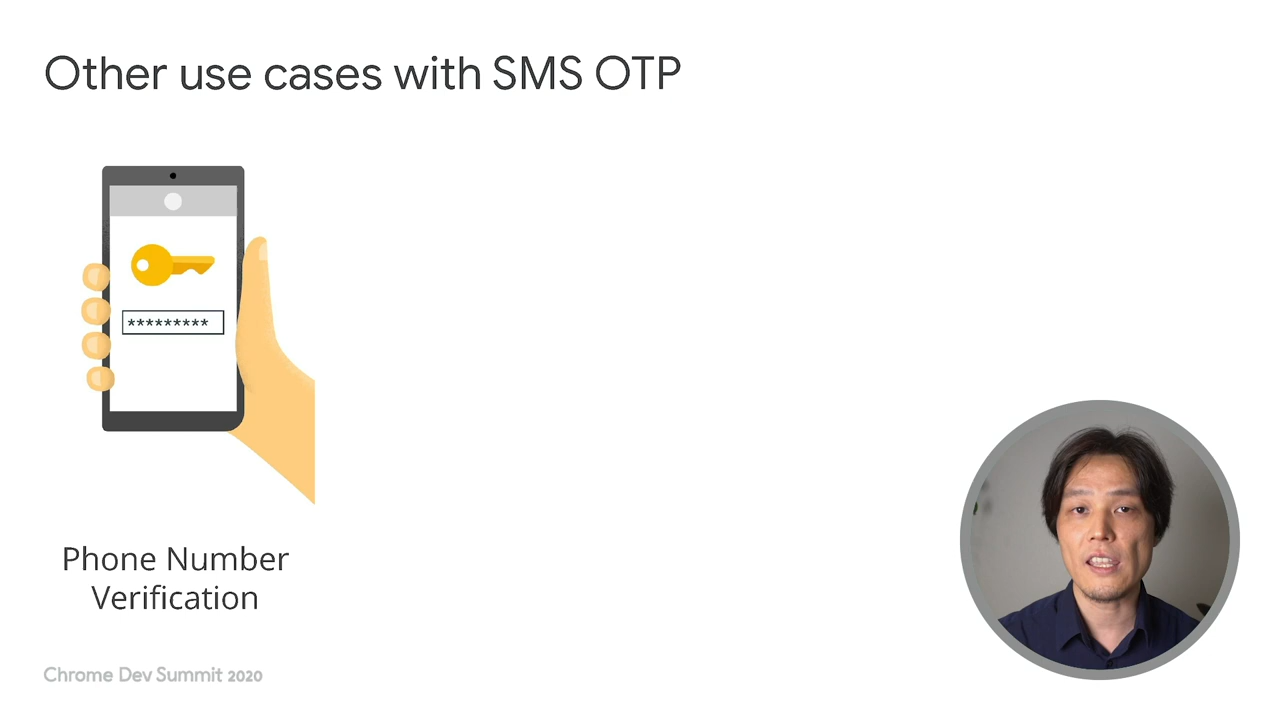 Other use cases with SMS OTP
*********
Phone Number
Verification
Chrome Dev Summit 2020